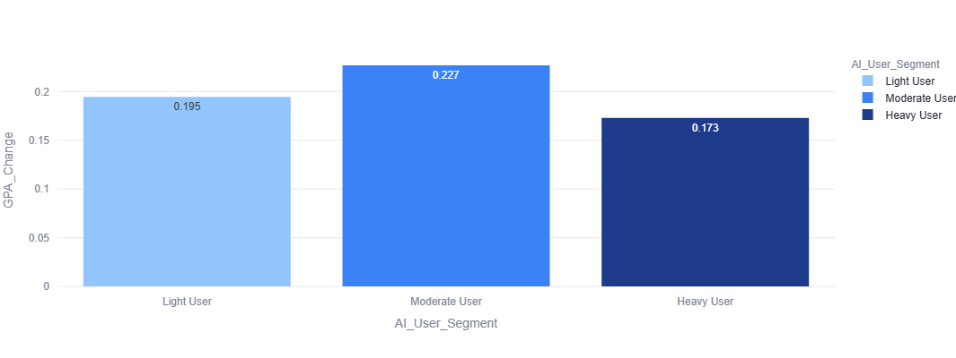 AI_User_Segment
Light User
Moderate User
Heavy User
GPA_Change
0.2
0.15
0.1
0.05
0
0.195
0.227
0.173
Light User
Moderate User
Heavy User
AI_User_Segment